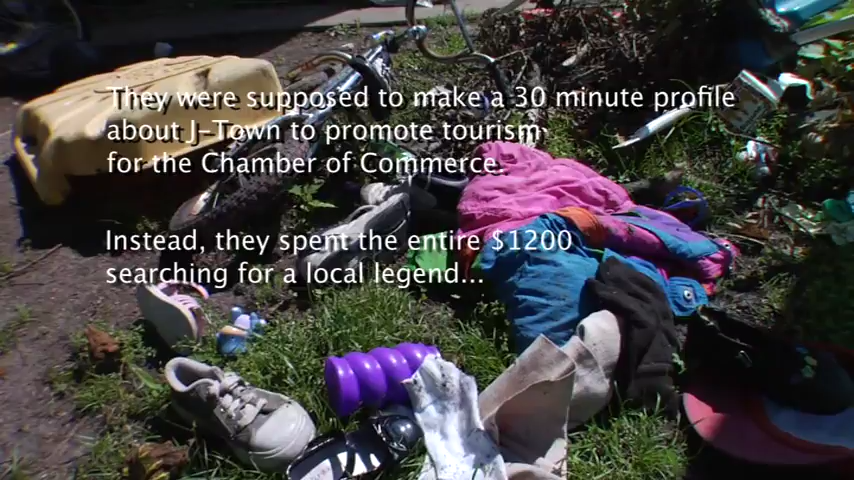 They were supposed to make a 30 minute profile
about J-Town to promote tourism
for the Chamber of Commerce.
Instead, they spent the entire $1200
searching for a local legend...